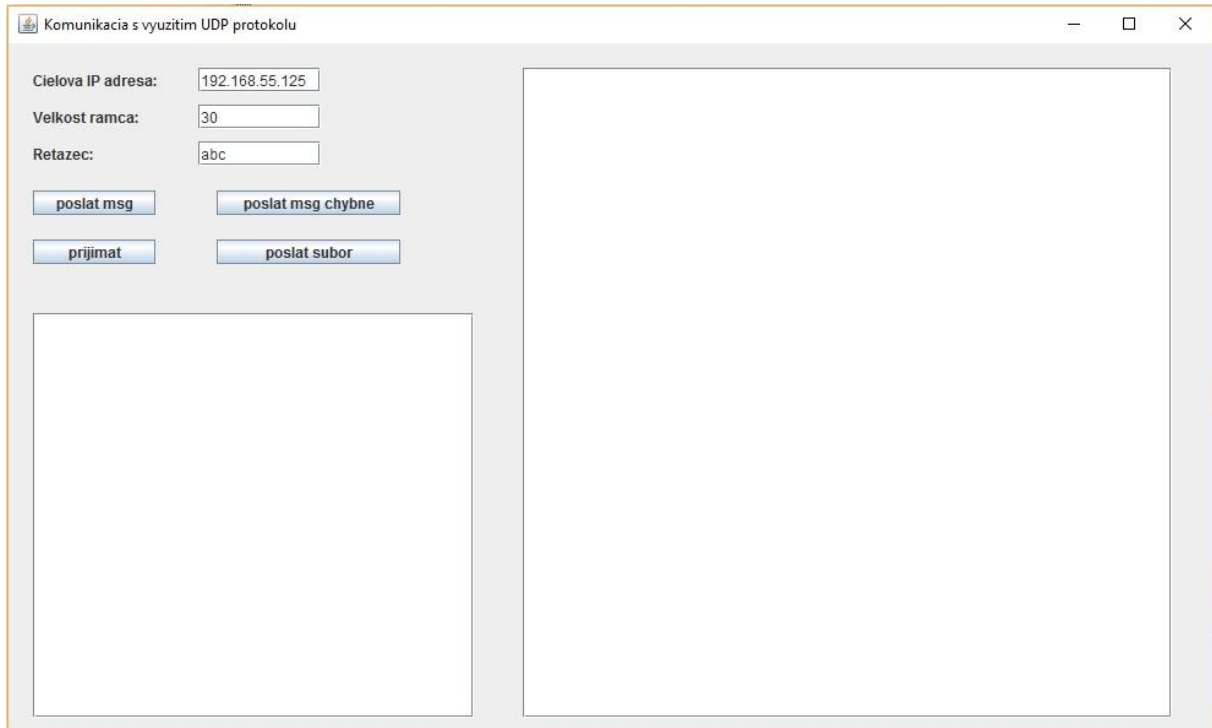 Komunikacia s vyuzitim UDP protokolu
Cielova IP adresa: 192.168.55.125
Velkost ramca: 30
Retazec: abc
poslat msg poslat msg chybne
prijimat poslat subor